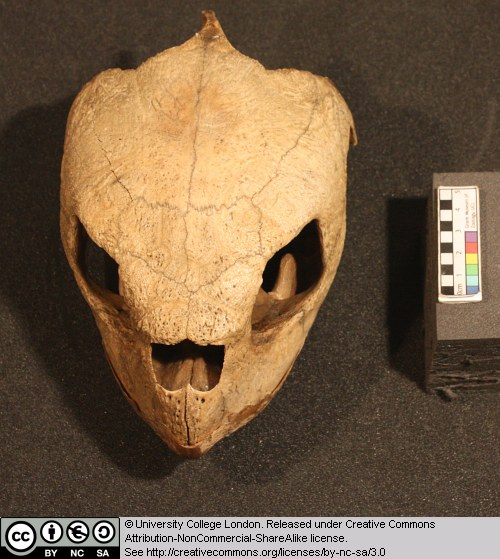 © University College London. Released under Creative Commons
Attribution-NonCommercial-ShareAlike license.
See http://creativecommons.org/licenses/by-nc-sa/3.0
cc
BY NC SA